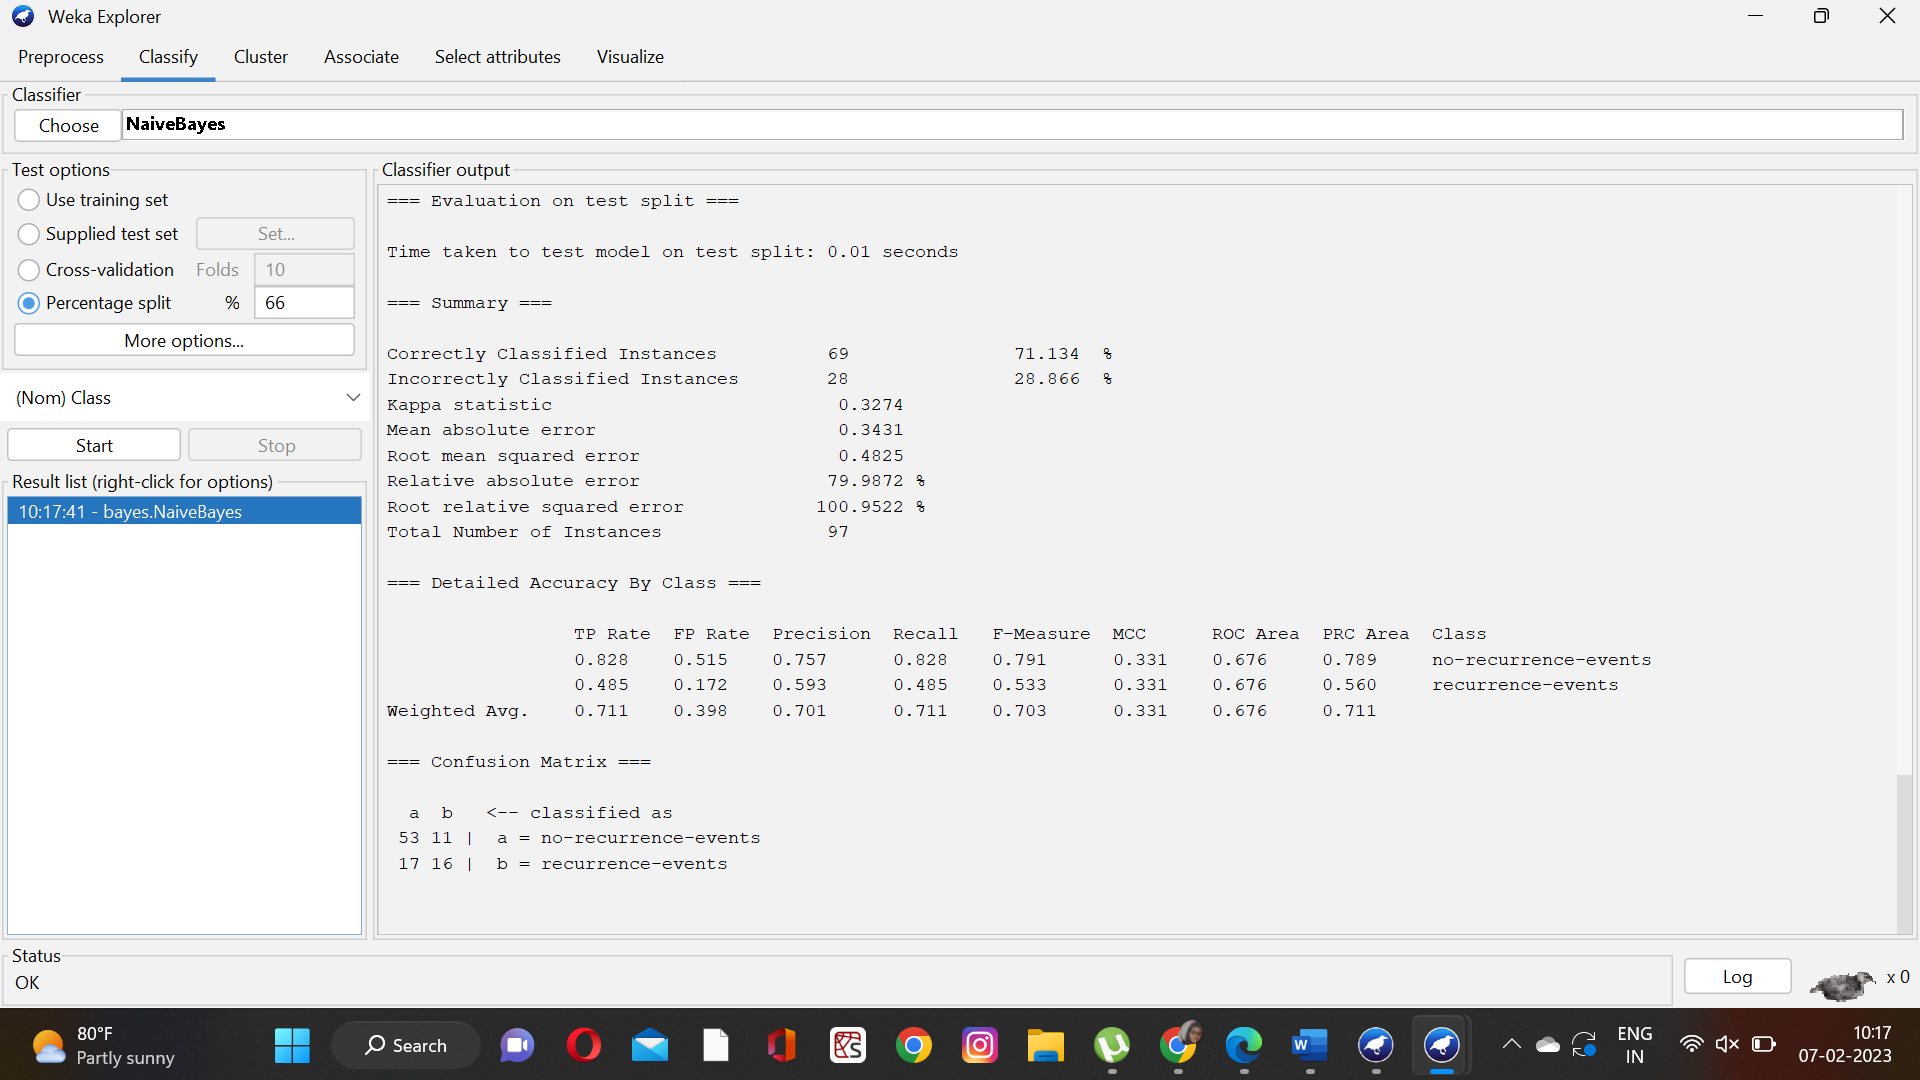 Weka Explorer
Preprocess Classify Cluster Associate Select attributes Visualize
Classifier
Choose NaiveBayes
Test options
Use training set
Supplied test set Set...
Cross-validation Folds 10
Percentage split % 66
More options...
(Nom) Class
Start Stop
Result list (right-click for options)
10:17:41 - bayes.NaiveBayes
Classifier output
=== Evaluation on test split ===
Time taken to test model on test split: 0.01 seconds
=== Summary ===
Correctly Classified Instances 69 71.134 %
Incorrectly Classified Instances 28 28.866 %
Kappa statistic 0.3274
Mean absolute error 0.3431
Root mean squared error 0.4825
Relative absolute error 79.9872 %
Root relative squared error 100.9522 %
Total Number of Instances 97
=== Detailed Accuracy By Class ===
TP Rate FP Rate Precision Recall F-Measure MCC ROC Area PRC Area Class
0.828 0.515 0.757 0.828 0.791 0.331 0.676 0.789 no-recurrence-events
0.485 0.172 0.593 0.485 0.533 0.331 0.676 0.560 recurrence-events
Weighted Avg. 0.711 0.398 0.701 0.711 0.703 0.331 0.676 0.711
=== Confusion Matrix ===
a b <-- classified as
53 11 | a = no-recurrence-events
17 16 | b = recurrence-events
Status
OK
Log
x 0
80°F
Partly sunny
Search
ENG
IN
10:17
07-02-2023